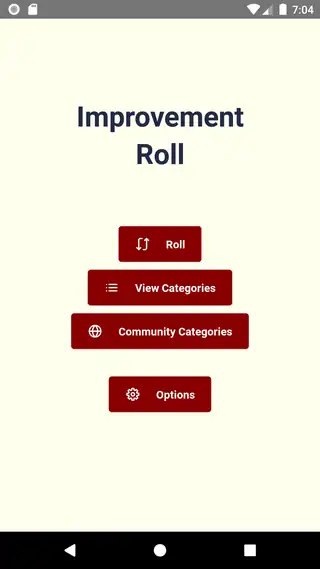 7:04
Improvement
Roll
Roll
View Categories
Community Categories
Options